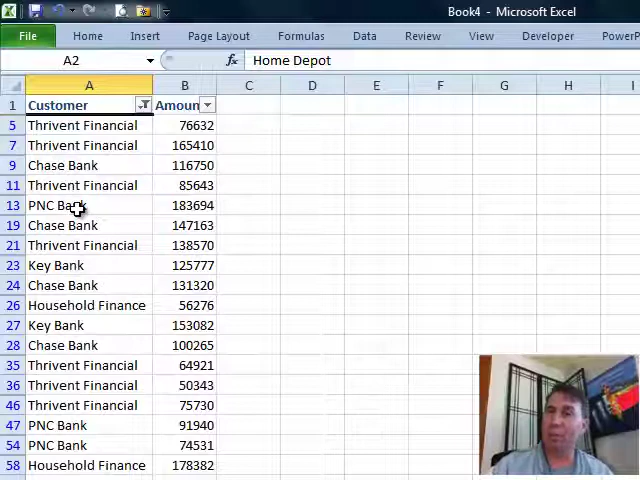 Book4 - Microsoft Excel
File Home Insert Page Layout Formulas Data Review View Developer PowerP
A2 fx Home Depot
A B C D E F G H I
1 Customer Amoun
5 Thrivent Financial 76632
7 Thrivent Financial 165410
9 Chase Bank 116750
11 Thrivent Financial 85643
13 PNC Bank 183694
19 Chase Bank 147163
21 Thrivent Financial 138570
23 Key Bank 125777
24 Chase Bank 131320
26 Household Finance 56276
27 Key Bank 153082
28 Chase Bank 100265
35 Thrivent Financial 64921
36 Thrivent Financial 50343
46 Thrivent Financial 75730
47 PNC Bank 91940
54 PNC Bank 74531
58 Household Finance 178382